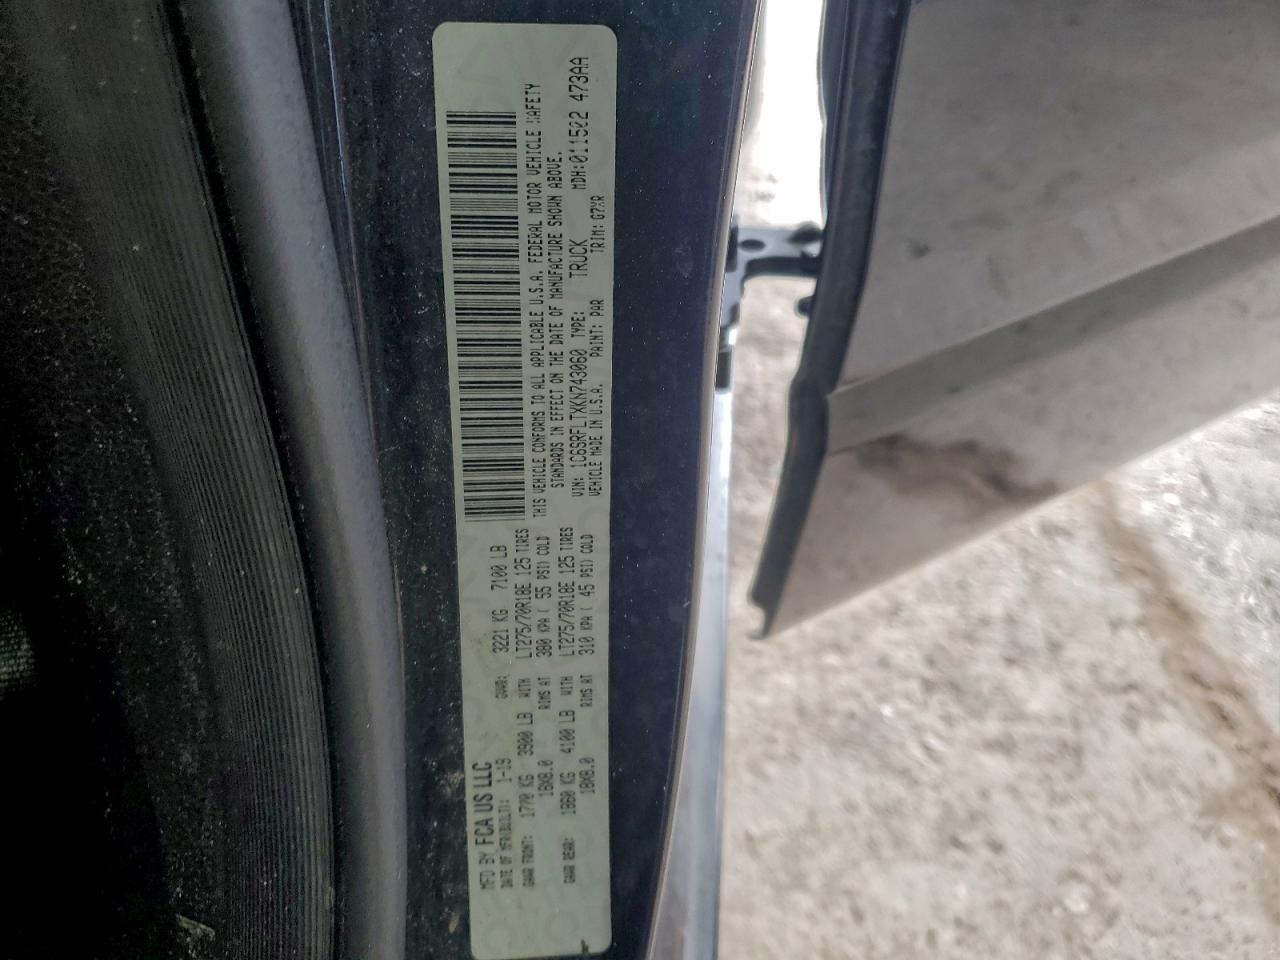 MFD BY FCA US LLC
DATE OF MFR(BUILT): 1-19 GVWR: 3221 KG 7100 LB
GAWR FRONT: 1770 KG 3900 LB WITH LT275/70R18E 125 TIRES
18X8.0 RIMS AT 380 KPA ( 55 PSI) COLD
GAWR REAR: 1860 KG 4100 LB WITH LT275/70R18E 125 TIRES
18X8.0 RIMS AT 310 KPA ( 45 PSI) COLD
THIS VEHICLE CONFORMS TO ALL APPLICABLE U.S.A. FEDERAL MOTOR VEHICLE SAFETY
STANDARDS IN EFFECT ON THE DATE OF MANUFACTURE SHOWN ABOVE.
VIN: 1C6SRFLTXKN743060 TYPE: TRUCK MDH:011502 473AA
VEHICLE MADE IN U.S.A. PAINT: PAR TRIM: G7XR